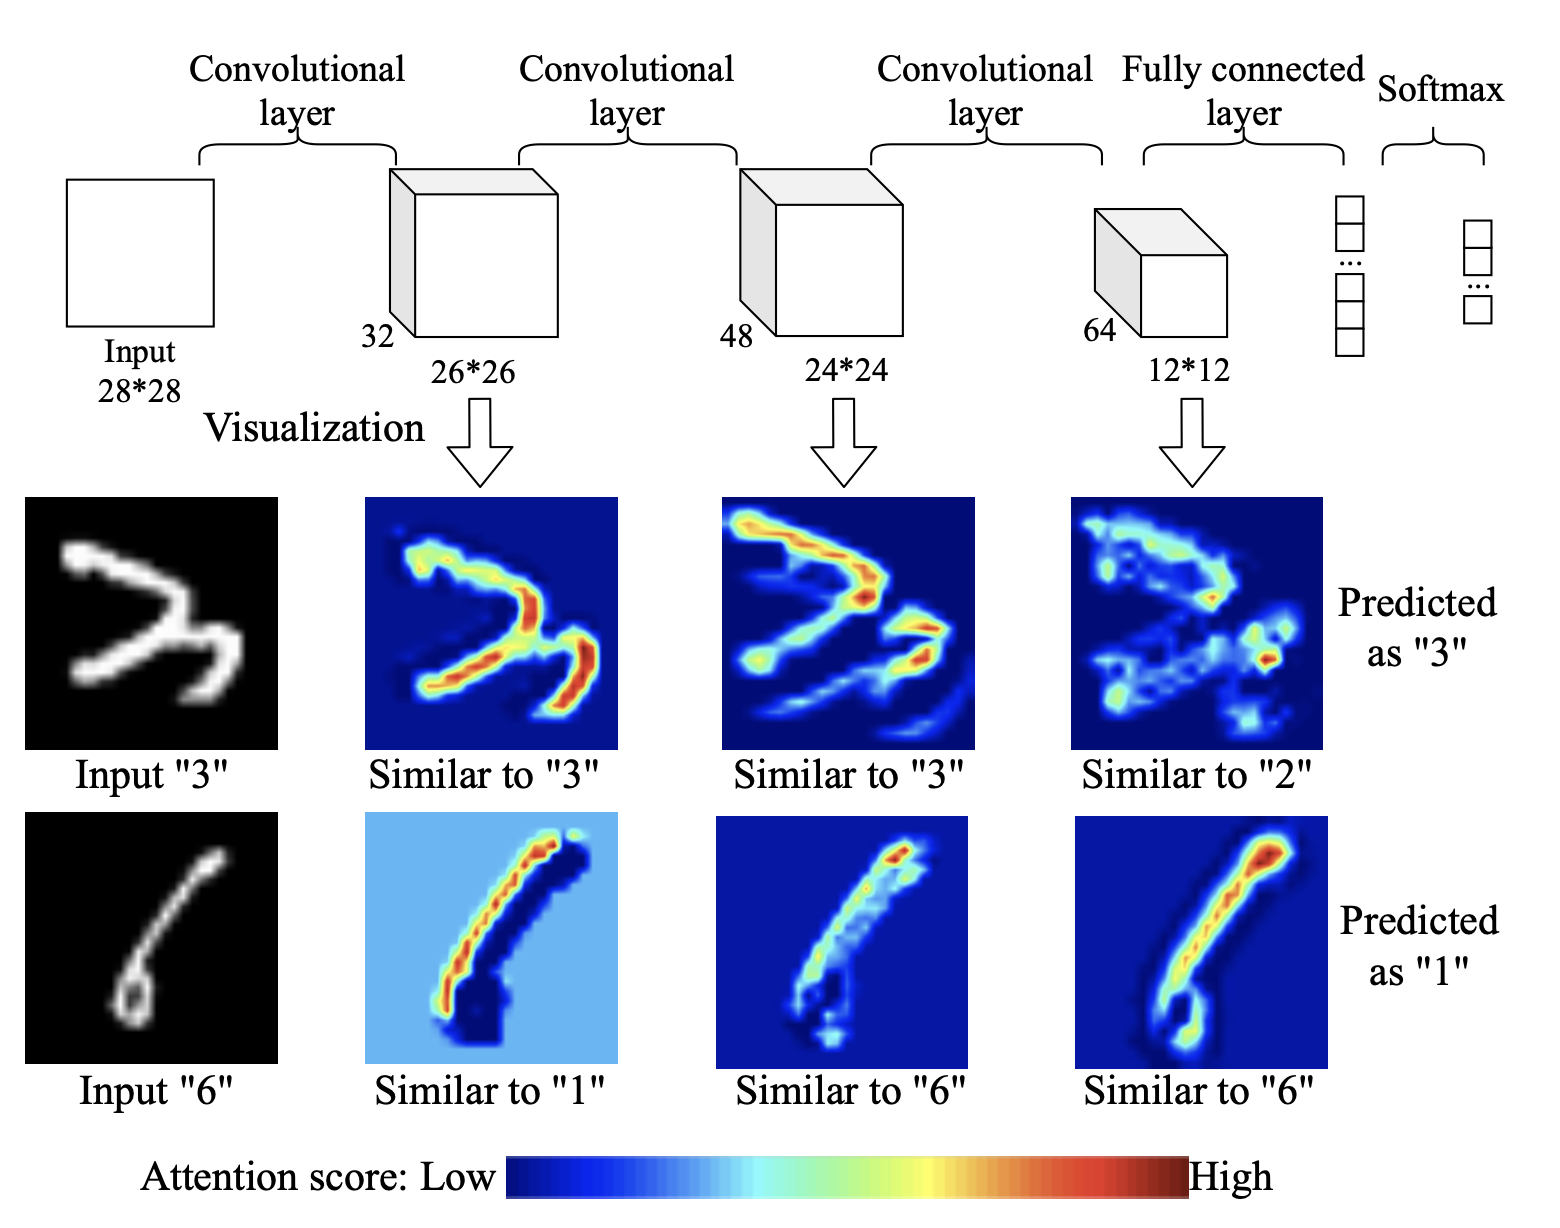 Convolutional
layer
Convolutional
layer
Convolutional
layer
Fully connected
layer
Softmax
...
...
32
48
64
Input
28*28
26*26
24*24
12*12
Visualization
Predicted
as "3"
Input "3"
Similar to "3"
Similar to "3"
Similar to "2"
Predicted
as "1"
Input "6"
Similar to "1"
Similar to "6"
Similar to "6"
Attention score: Low
High